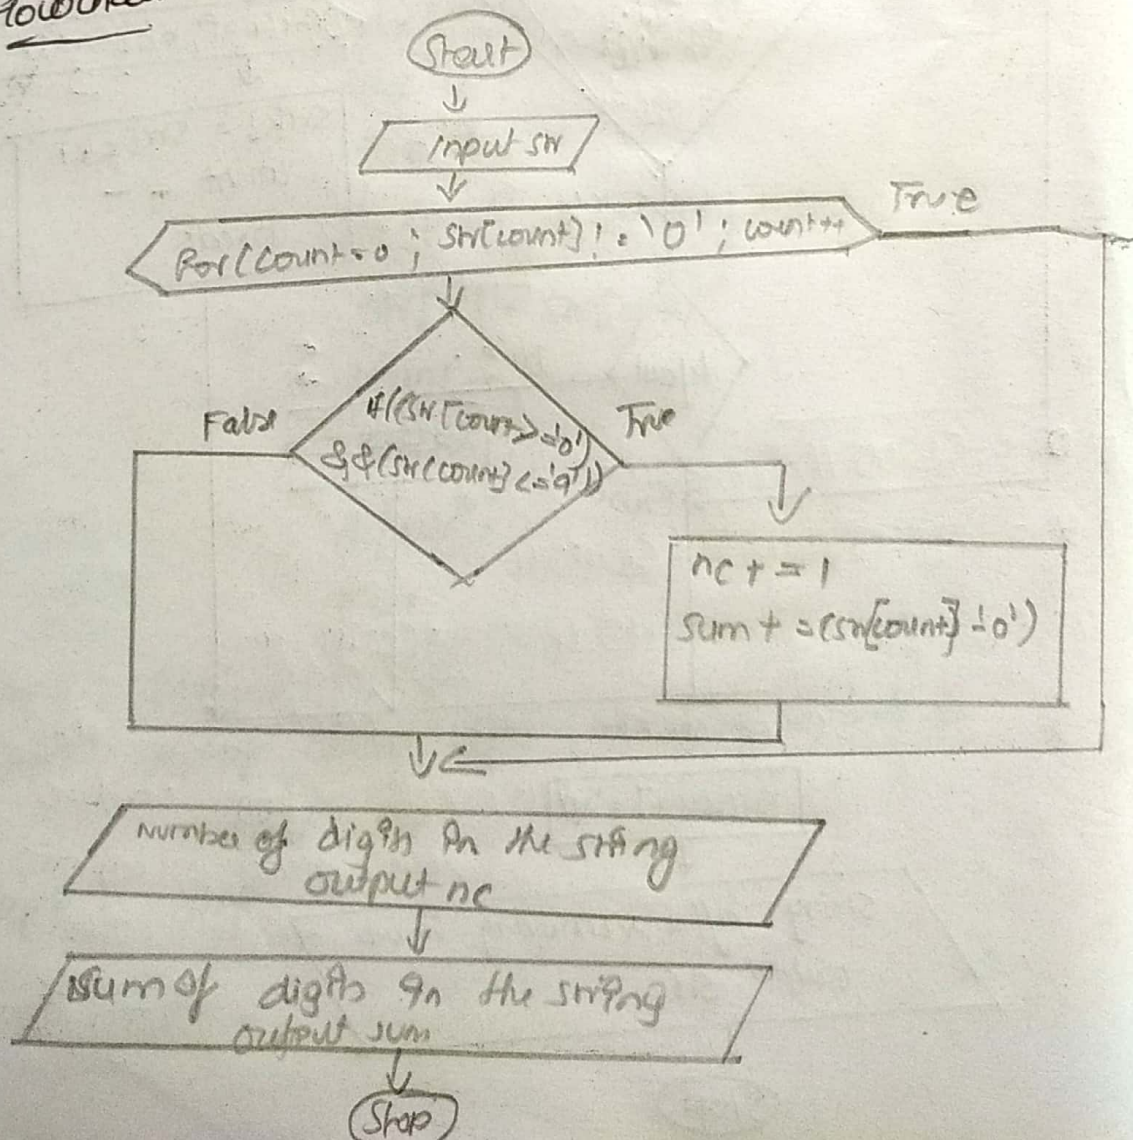 Start
input str
True
for(count=0 ; str[count] != '\0' ; count++
False
True
if((str[count>='0')
&&(str[count]<='9'))
nc + = 1
sum + =(str[count]-'0')
Number of digits in the string
output nc
sum of digits in the string
output sum
Stop